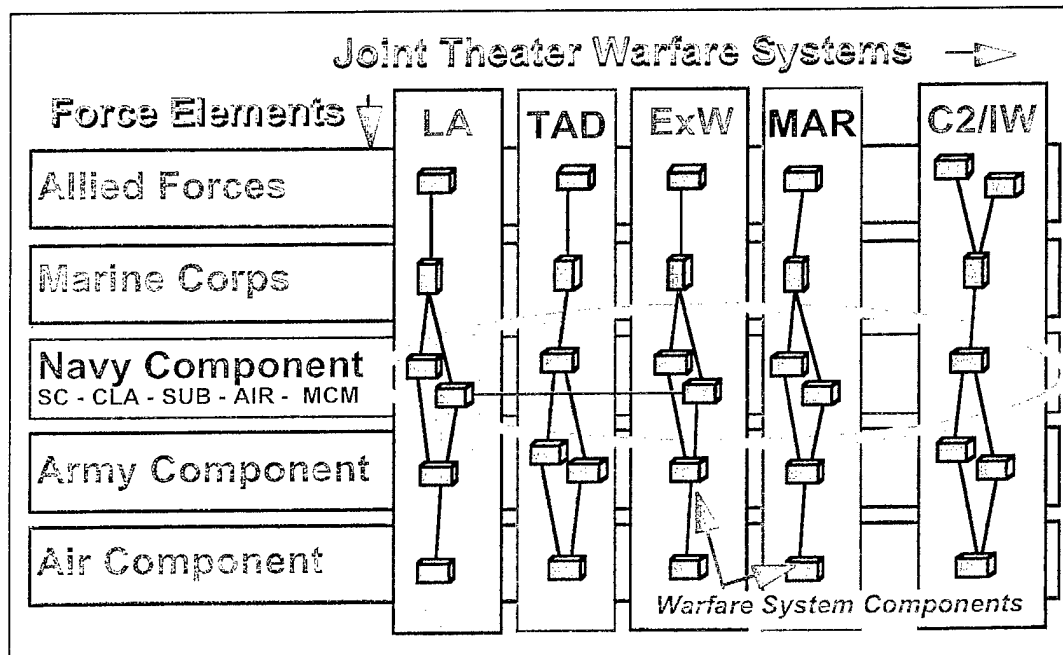 Joint Theater Warfare Systems
Force Elements
LA TAD ExW MAR C2/IW
Allied Forces
Marine Corps
Navy Component
SC - CLA - SUB - AIR - MCM
Army Component
Air Component
Warfare System Components